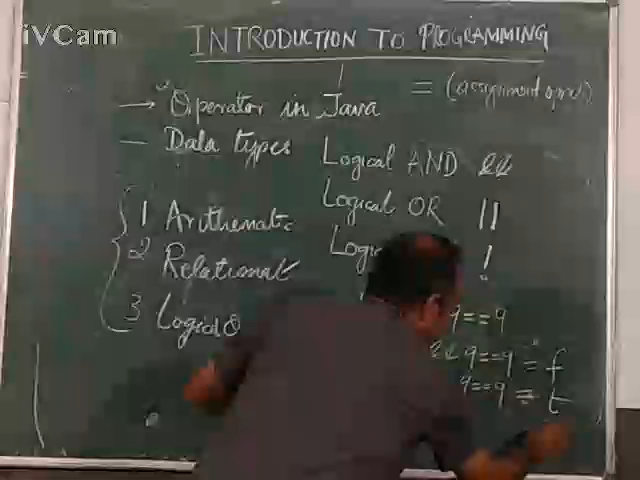 iVCam
INTRODUCTION TO PROGRAMMING
→ Operator in Java
= (assignment
— Data types
Logical AND &&
Logical OR ||
1 Arithematic
!
2 Relational
3 Logical
9==9
&& 9==9 = f
9==9 = t